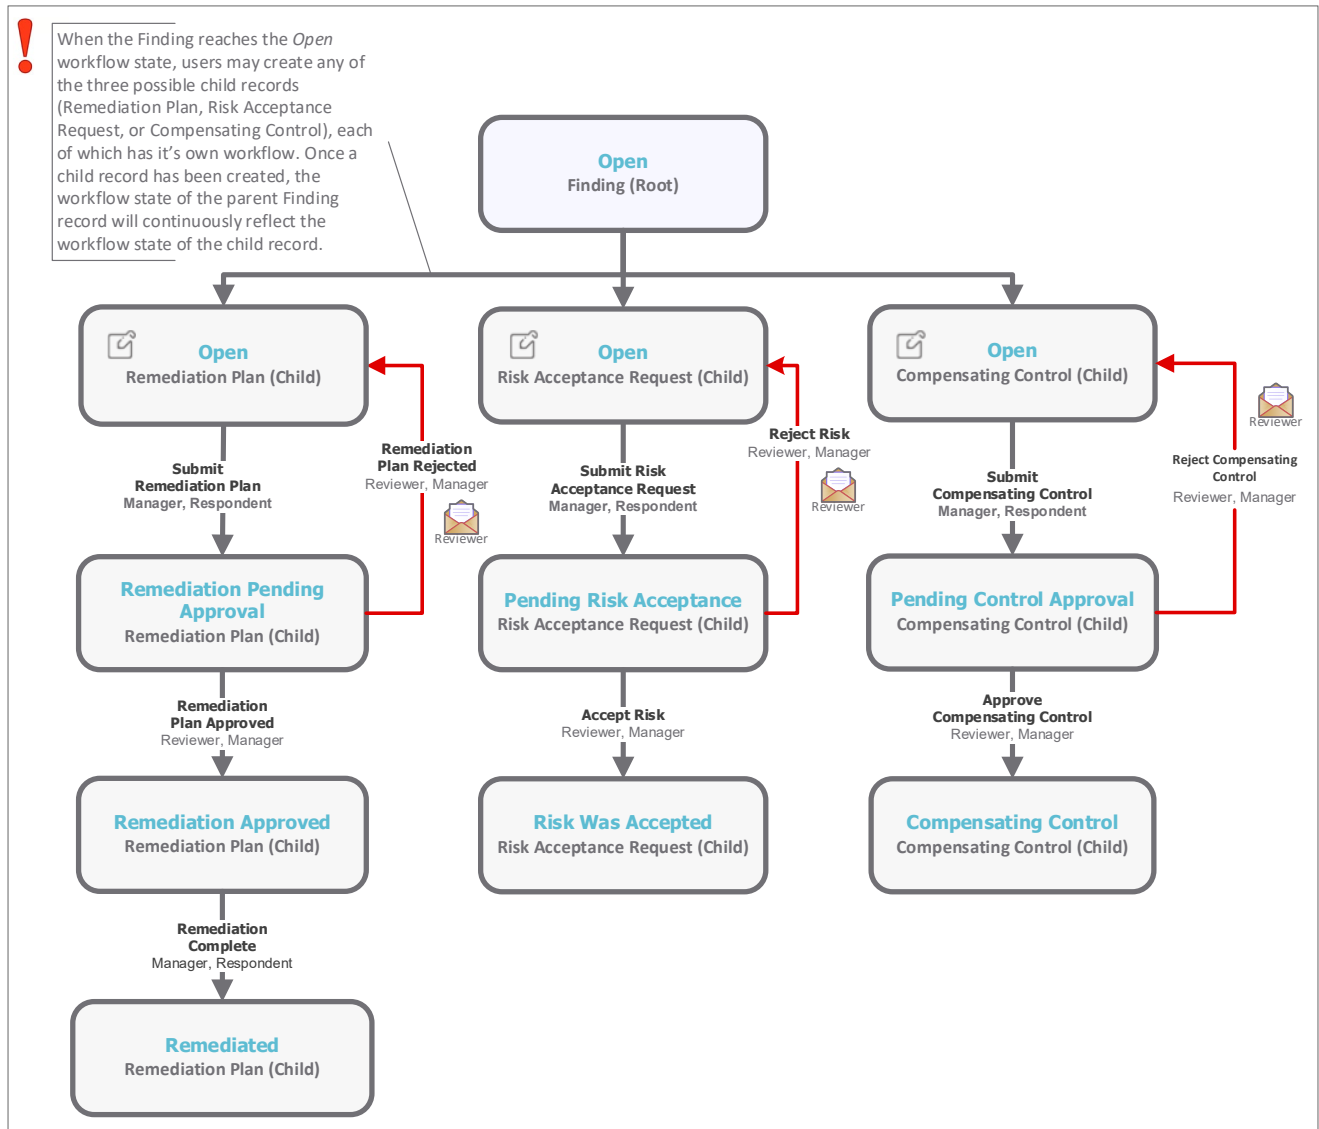 When the Finding reaches the Open
workflow state, users may create any of
the three possible child records
(Remediation Plan, Risk Acceptance
Request, or Compensating Control), each
of which has it's own workflow. Once a
child record has been created, the
workflow state of the parent Finding
record will continuously reflect the
workflow state of the child record.
Open
Finding (Root)
Open
Remediation Plan (Child)
Open
Risk Acceptance Request (Child)
Open
Compensating Control (Child)
Submit
Remediation Plan
Manager, Respondent
Remediation
Plan Rejected
Reviewer, Manager
Reviewer
Submit Risk
Acceptance Request
Manager, Respondent
Reject Risk
Reviewer, Manager
Reviewer
Submit
Compensating Control
Manager, Respondent
Reviewer
Reject Compensating
Control
Reviewer, Manager
Remediation Pending
Approval
Remediation Plan (Child)
Pending Risk Acceptance
Risk Acceptance Request (Child)
Pending Control Approval
Compensating Control (Child)
Remediation
Plan Approved
Reviewer, Manager
Accept Risk
Reviewer, Manager
Approve
Compensating Control
Reviewer, Manager
Remediation Approved
Remediation Plan (Child)
Risk Was Accepted
Risk Acceptance Request (Child)
Compensating Control
Compensating Control (Child)
Remediation
Complete
Manager, Respondent
Remediated
Remediation Plan (Child)